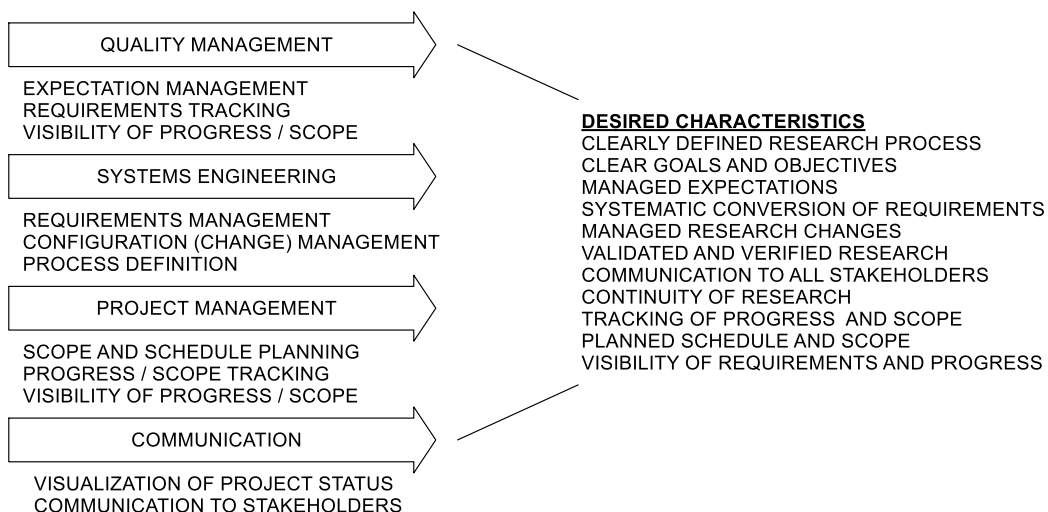 QUALITY MANAGEMENT
EXPECTATION MANAGEMENT
REQUIREMENTS TRACKING
VISIBILITY OF PROGRESS / SCOPE
SYSTEMS ENGINEERING
REQUIREMENTS MANAGEMENT
CONFIGURATION (CHANGE) MANAGEMENT
PROCESS DEFINITION
PROJECT MANAGEMENT
SCOPE AND SCHEDULE PLANNING
PROGRESS / SCOPE TRACKING
VISIBILITY OF PROGRESS / SCOPE
COMMUNICATION
VISUALIZATION OF PROJECT STATUS
COMMUNICATION TO STAKEHOLDERS
DESIRED CHARACTERISTICS
CLEARLY DEFINED RESEARCH PROCESS
CLEAR GOALS AND OBJECTIVES
MANAGED EXPECTATIONS
SYSTEMATIC CONVERSION OF REQUIREMENTS
MANAGED RESEARCH CHANGES
VALIDATED AND VERIFIED RESEARCH
COMMUNICATION TO ALL STAKEHOLDERS
CONTINUITY OF RESEARCH
TRACKING OF PROGRESS AND SCOPE
PLANNED SCHEDULE AND SCOPE
VISIBILITY OF REQUIREMENTS AND PROGRESS